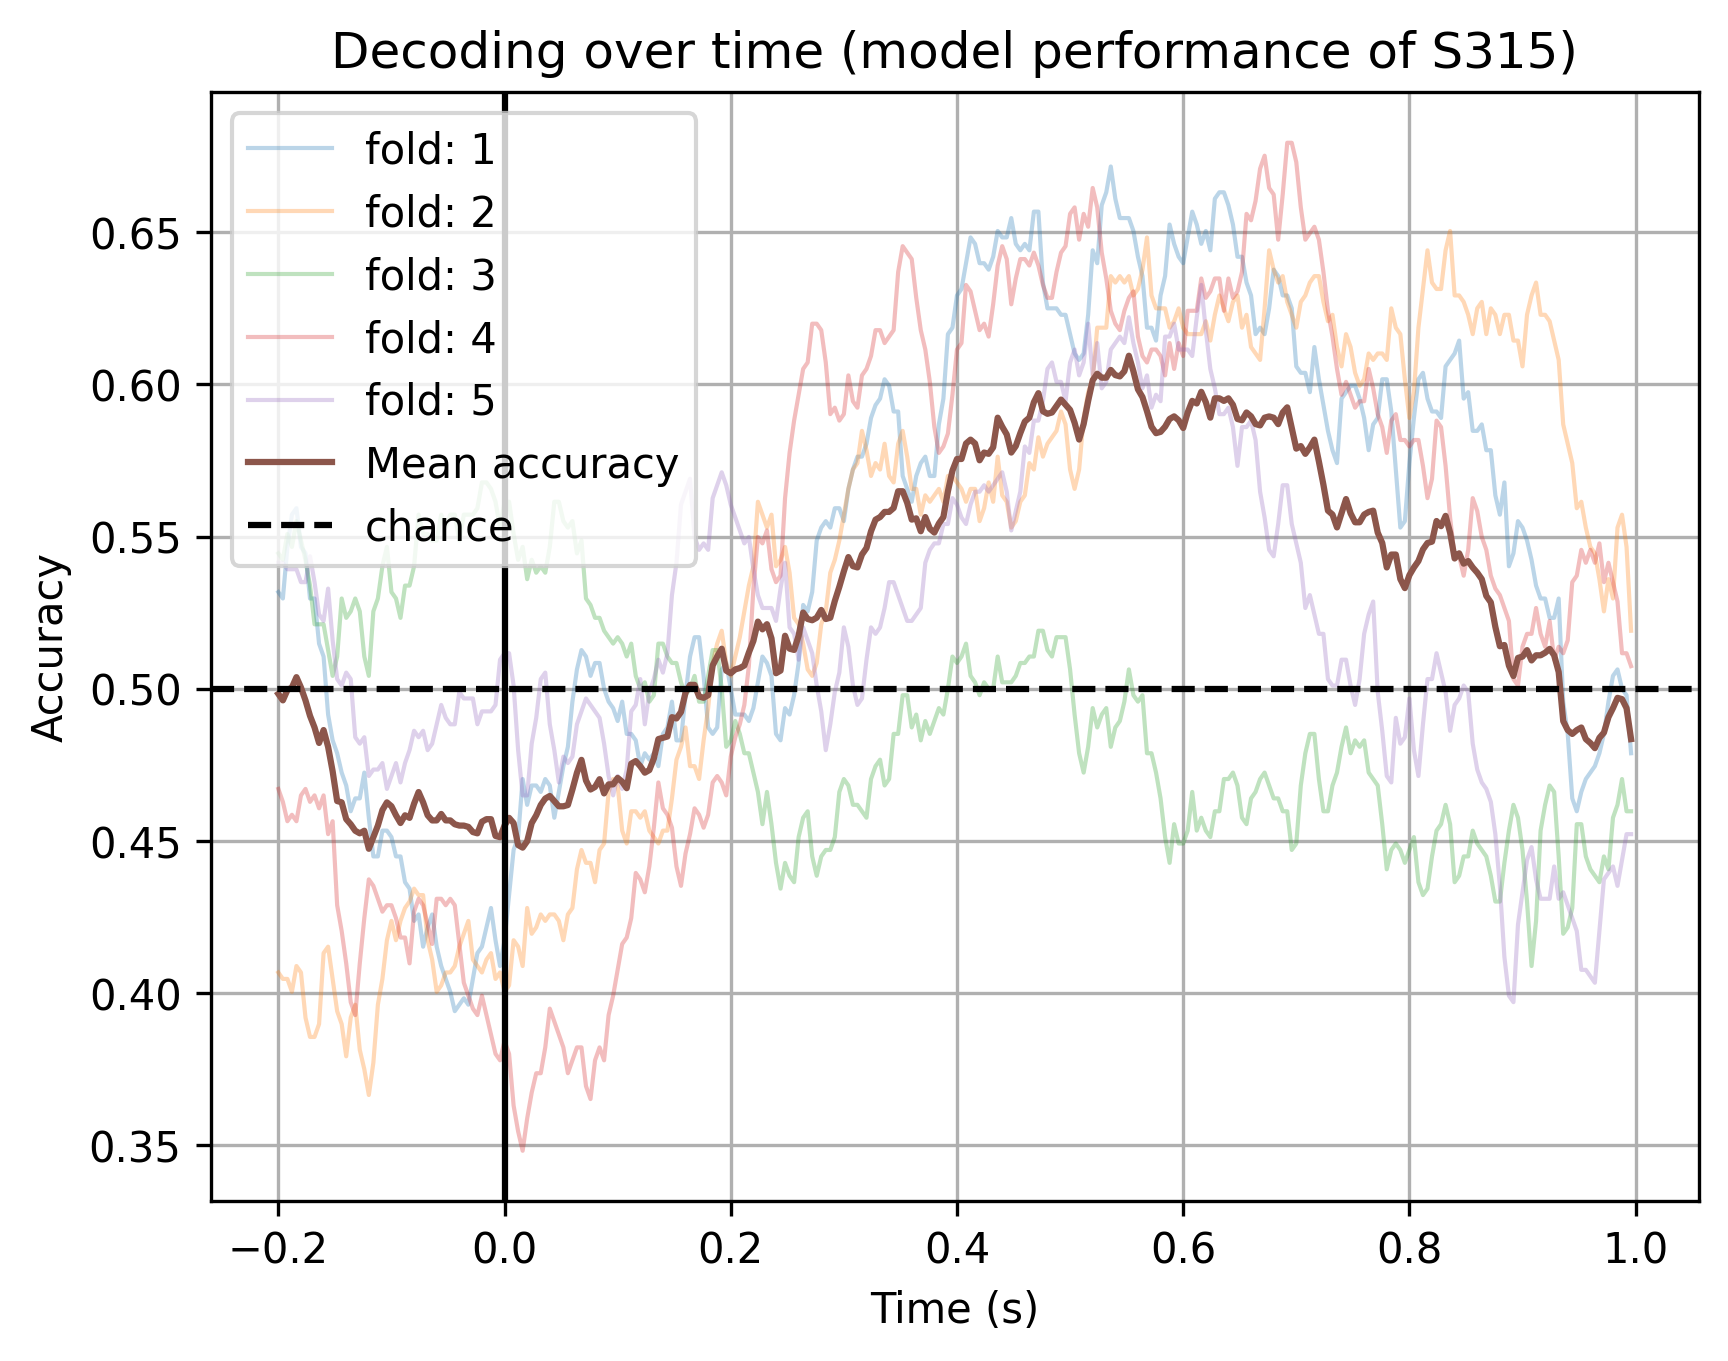 Decoding over time (model performance of S315)
fold: 1
fold: 2
fold: 3
fold: 4
fold: 5
Mean accuracy
chance
Accuracy
0.65
0.60
0.55
0.50
0.45
0.40
0.35
−0.2 0.0 0.2 0.4 0.6 0.8 1.0
Time (s)